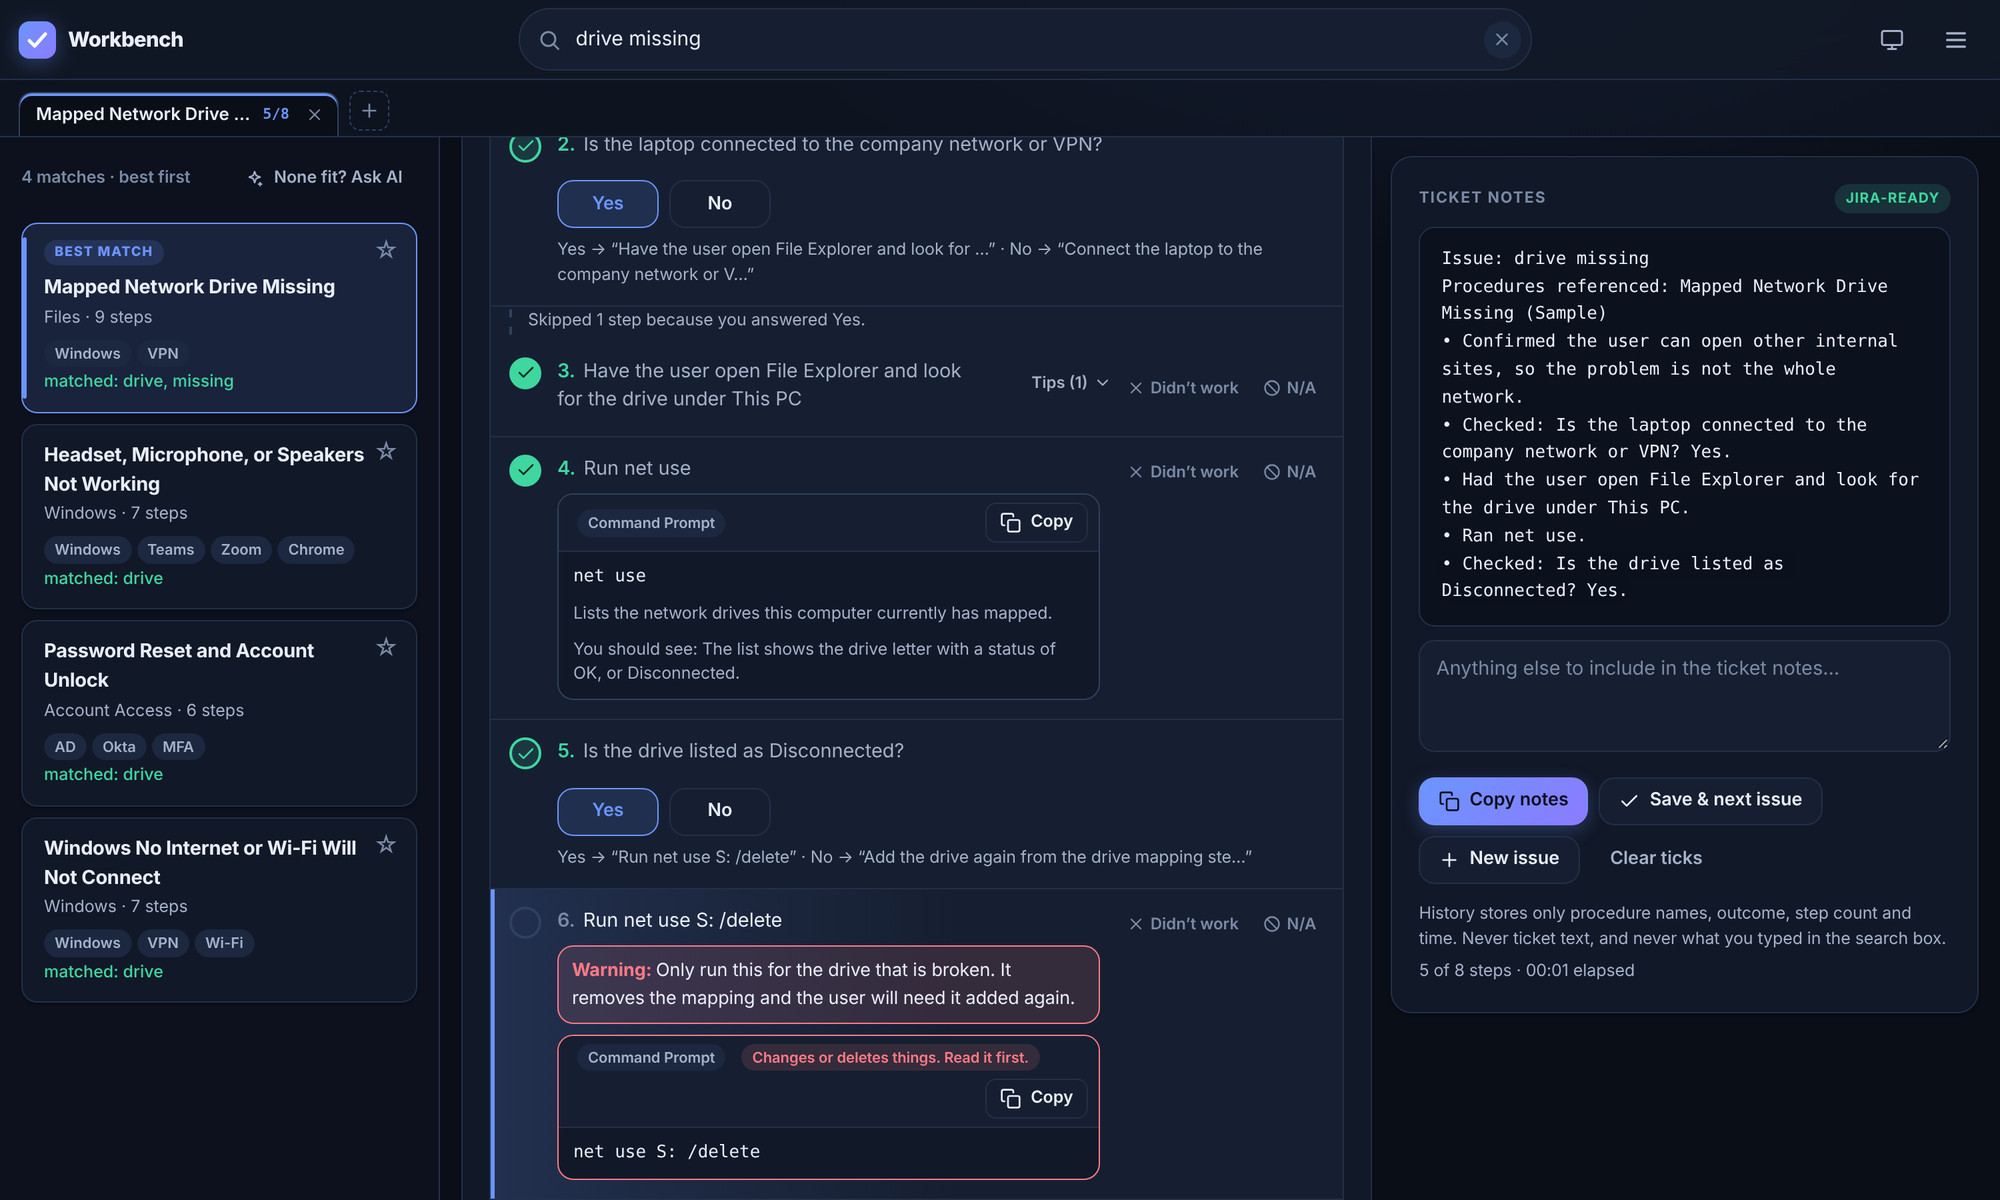 Workbench
drive missing
Mapped Network Drive ... 5/8
4 matches · best first
None fit? Ask AI
BEST MATCH
Mapped Network Drive Missing
Files · 9 steps
Windows VPN
matched: drive, missing
Headset, Microphone, or Speakers
Not Working
Windows · 7 steps
Windows Teams Zoom Chrome
matched: drive
Password Reset and Account
Unlock
Account Access · 6 steps
AD Okta MFA
matched: drive
Windows No Internet or Wi-Fi Will
Not Connect
Windows · 7 steps
Windows VPN Wi-Fi
matched: drive
2. Is the laptop connected to the company network or VPN?
Yes No
Yes → “Have the user open File Explorer and look for ...” · No → “Connect the laptop to the
company network or V...”
Skipped 1 step because you answered Yes.
3. Have the user open File Explorer and look
for the drive under This PC
Tips (1) Didn’t work N/A
4. Run net use
Didn’t work N/A
Command Prompt Copy
net use
Lists the network drives this computer currently has mapped.
You should see: The list shows the drive letter with a status of
OK, or Disconnected.
5. Is the drive listed as Disconnected?
Yes No
Yes → “Run net use S: /delete” · No → “Add the drive again from the drive mapping ste...”
6. Run net use S: /delete
Didn’t work N/A
Warning: Only run this for the drive that is broken. It
removes the mapping and the user will need it added again.
Command Prompt Changes or deletes things. Read it first.
Copy
net use S: /delete
TICKET NOTES JIRA-READY
Issue: drive missing
Procedures referenced: Mapped Network Drive
Missing (Sample)
• Confirmed the user can open other internal
sites, so the problem is not the whole
network.
• Checked: Is the laptop connected to the
company network or VPN? Yes.
• Had the user open File Explorer and look for
the drive under This PC.
• Ran net use.
• Checked: Is the drive listed as
Disconnected? Yes.
Anything else to include in the ticket notes...
Copy notes Save & next issue
New issue Clear ticks
History stores only procedure names, outcome, step count and
time. Never ticket text, and never what you typed in the search box.
5 of 8 steps · 00:01 elapsed